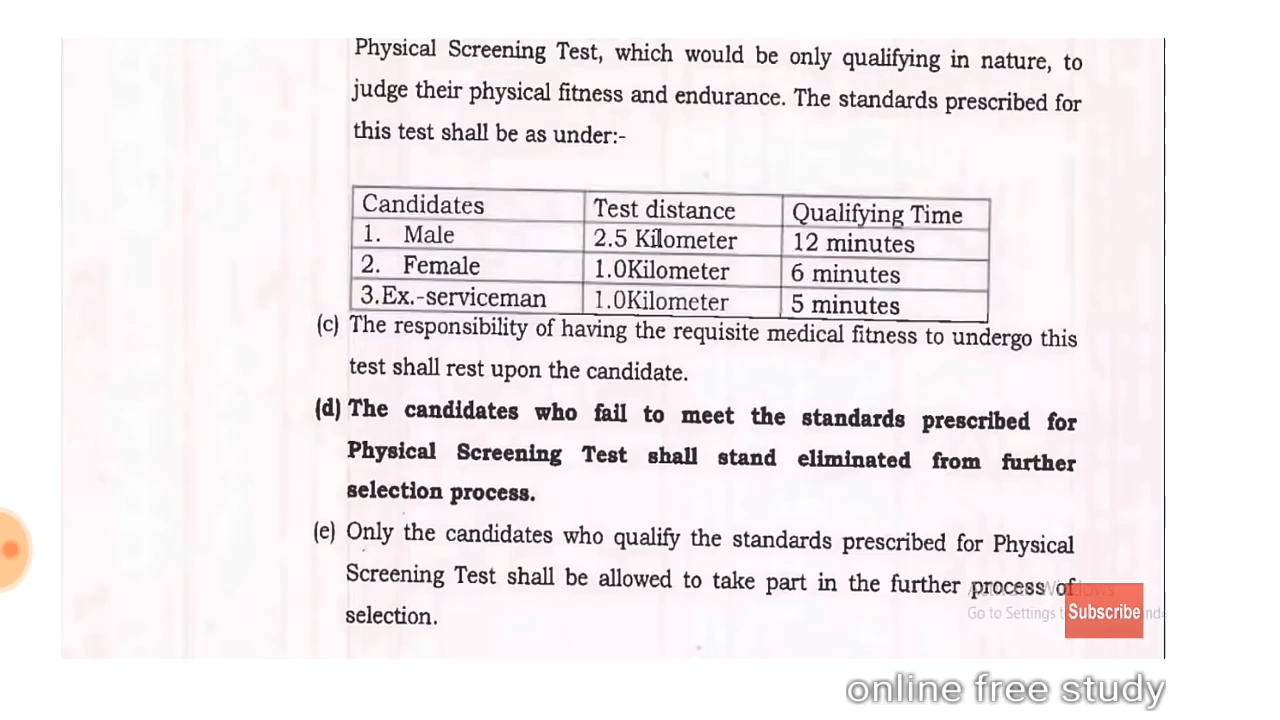 Physical Screening Test, which would be only qualifying in nature, to
judge their physical fitness and endurance. The standards prescribed for
this test shall be as under:-
Candidates Test distance Qualifying Time
1. Male 2.5 Kilometer 12 minutes
2. Female 1.0Kilometer 6 minutes
3.Ex.-serviceman 1.0Kilometer 5 minutes
(c) The responsibility of having the requisite medical fitness to undergo this
test shall rest upon the candidate.
(d) The candidates who fail to meet the standards prescribed for
Physical Screening Test shall stand eliminated from further
selection process.
(e) Only the candidates who qualify the standards prescribed for Physical
Screening Test shall be allowed to take part in the further process of
selection.
Go to Settings
Subscribe
online free study